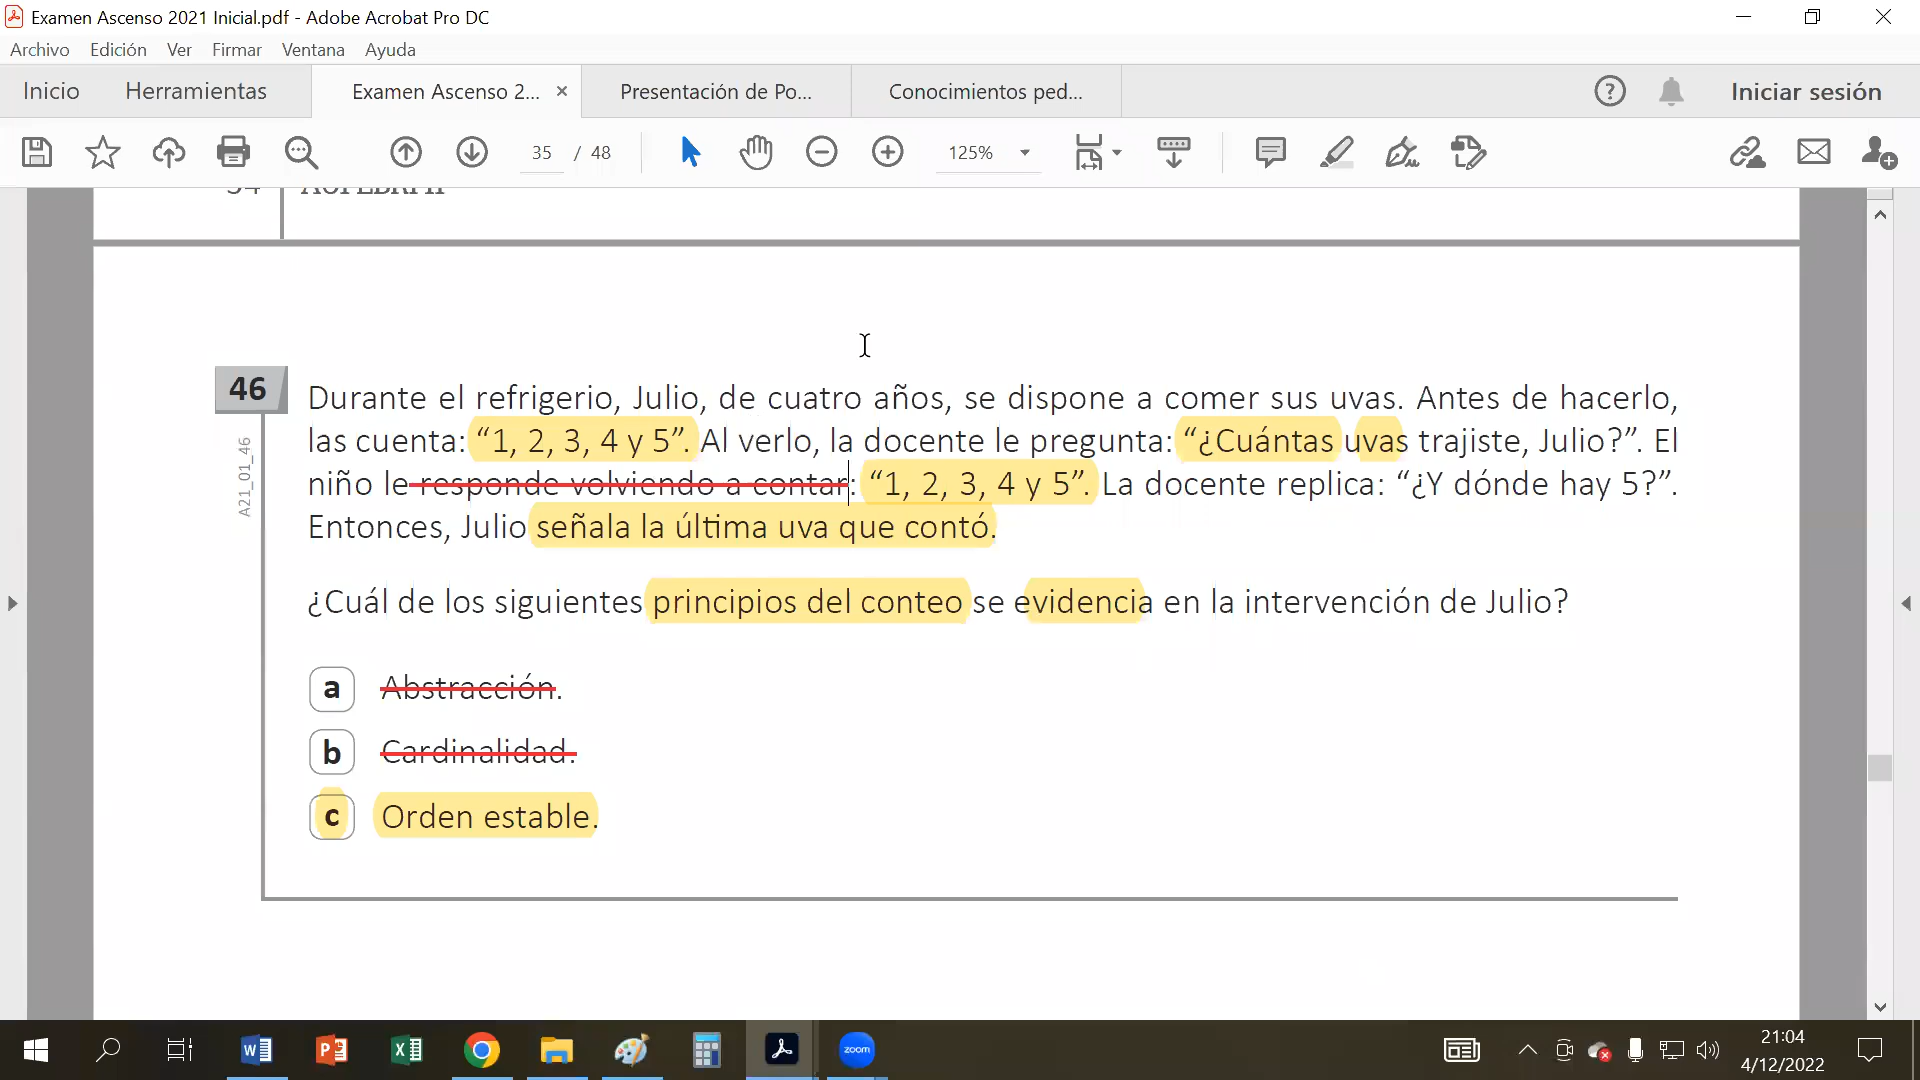 Examen Ascenso 2021 Inicial.pdf - Adobe Acrobat Pro DC
Archivo Edición Ver Firmar Ventana Ayuda
Inicio Herramientas Examen Ascenso 2... × Presentación de Po... Conocimientos ped... Iniciar sesión
35 / 48 125%
46
A21_01_46
Durante el refrigerio, Julio, de cuatro años, se dispone a comer sus uvas. Antes de hacerlo,
las cuenta: “1, 2, 3, 4 y 5”. Al verlo, la docente le pregunta: “¿Cuántas uvas trajiste, Julio?”. El
niño le responde volviendo a contar: “1, 2, 3, 4 y 5”. La docente replica: “¿Y dónde hay 5?”.
Entonces, Julio señala la última uva que contó.
¿Cuál de los siguientes principios del conteo se evidencia en la intervención de Julio?
a Abstracción.
b Cardinalidad.
c Orden estable.
zoom
21:04
4/12/2022